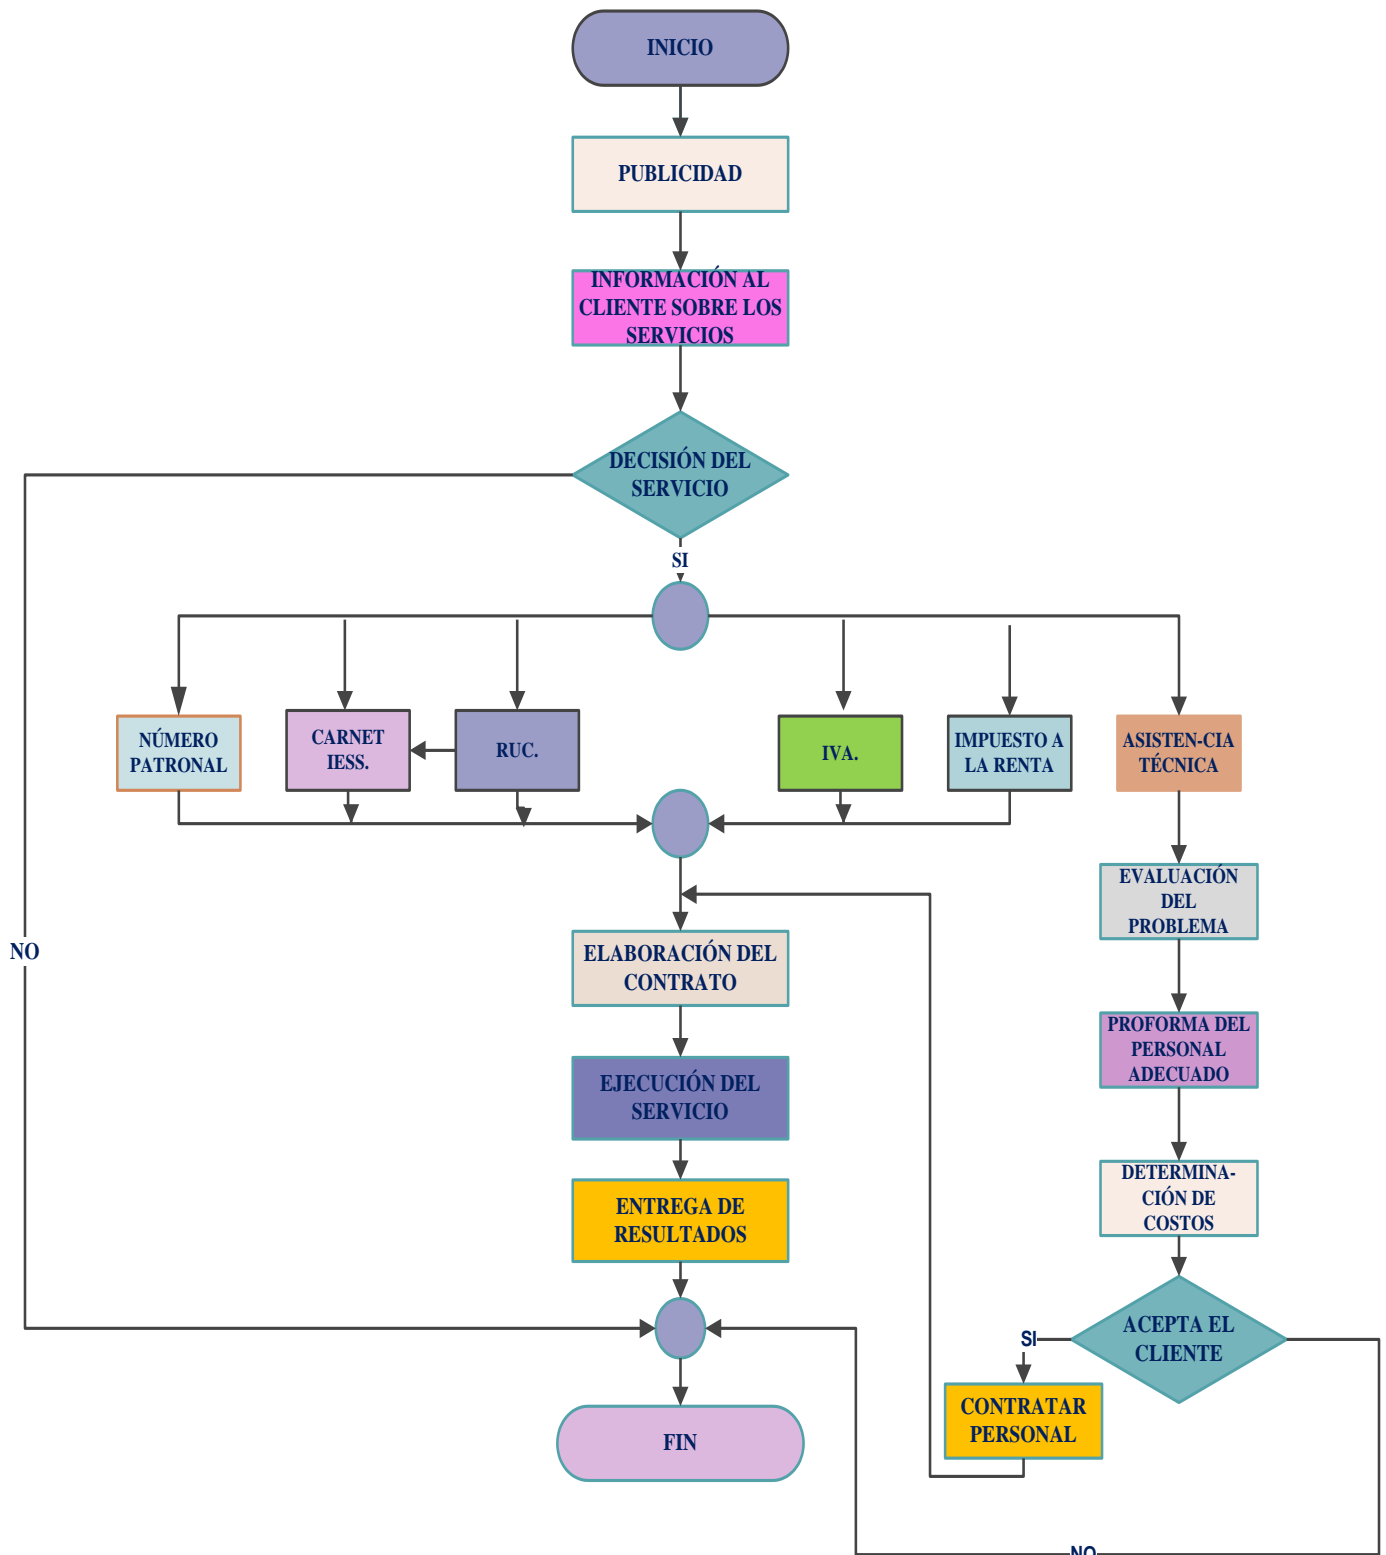 INICIO
PUBLICIDAD
INFORMACIÓN AL
CLIENTE SOBRE LOS
SERVICIOS
DECISIÓN DEL
SERVICIO
SI
NÚMERO
PATRONAL
CARNET
IESS.
RUC.
IVA.
IMPUESTO A
LA RENTA
ASISTEN-CIA
TÉCNICA
EVALUACIÓN
DEL
PROBLEMA
NO
ELABORACIÓN DEL
CONTRATO
PROFORMA DEL
PERSONAL
ADECUADO
EJECUCIÓN DEL
SERVICIO
DETERMINA-
CIÓN DE
COSTOS
ENTREGA DE
RESULTADOS
ACEPTA EL
CLIENTE
SI
CONTRATAR
PERSONAL
FIN
NO